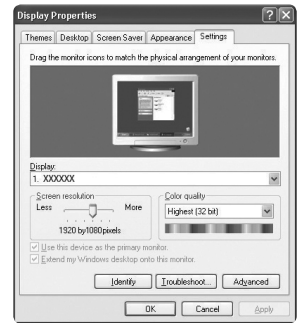 Display Properties
Themes Desktop Screen Saver Appearance Settings
Drag the monitor icons to match the physical arrangement of your monitors.
Display:
1. XXXXXX
Screen resolution
Less More
1920 by1080pixels
Color quality
Highest (32 bit)
Use this device as the primary monitor.
Extend my Windows desktop onto this monitor.
Identify Troubleshoot... Advanced
OK Cancel Apply